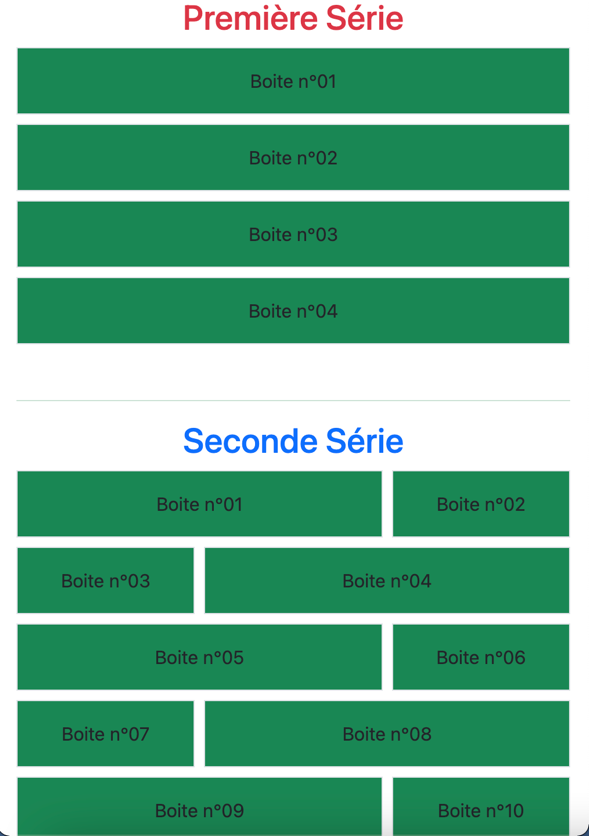 Première Série
Boite n°01
Boite n°02
Boite n°03
Boite n°04
Seconde Série
Boite n°01 Boite n°02
Boite n°03 Boite n°04
Boite n°05 Boite n°06
Boite n°07 Boite n°08
Boite n°09 Boite n°10